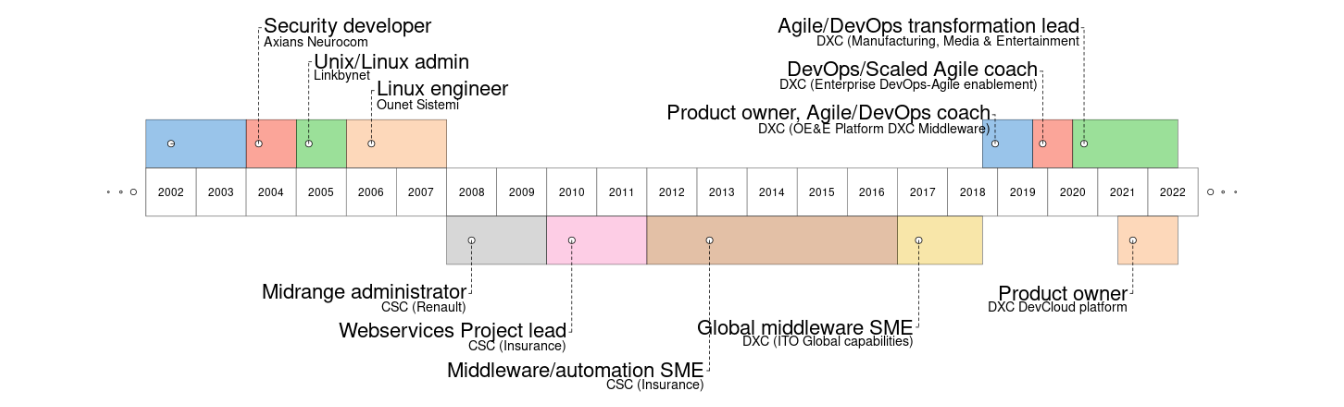 Security developer
Axians Neurocom
Unix/Linux admin
Linkbynet
Linux engineer
Ounet Sistemi
Agile/DevOps transformation lead
DXC (Manufacturing, Media & Entertainment
DevOps/Scaled Agile coach
DXC (Enterprise DevOps-Agile enablement)
Product owner, Agile/DevOps coach
DXC (OE&E Platform DXC Middleware)
2002 2003 2004 2005 2006 2007 2008 2009 2010 2011 2012 2013 2014 2015 2016 2017 2018 2019 2020 2021 2022
Midrange administrator
CSC (Renault)
Webservices Project lead
CSC (Insurance)
Middleware/automation SME
CSC (Insurance)
Global middleware SME
DXC (ITO Global capabilities)
Product owner
DXC DevCloud platform